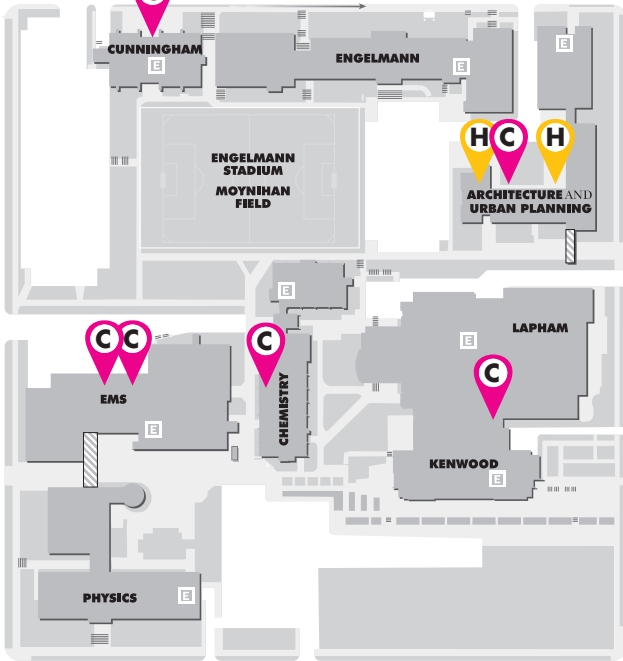 CUNNINGHAM
E
ENGELMANN
E
E
ENGELMANN
STADIUM
MOYNIHAN
FIELD
H
C
H
ARCHITECTURE AND
URBAN PLANNING
E
LAPHAM
E
C
C
C
C
EMS
CHEMISTRY
E
KENWOOD
E
PHYSICS
E